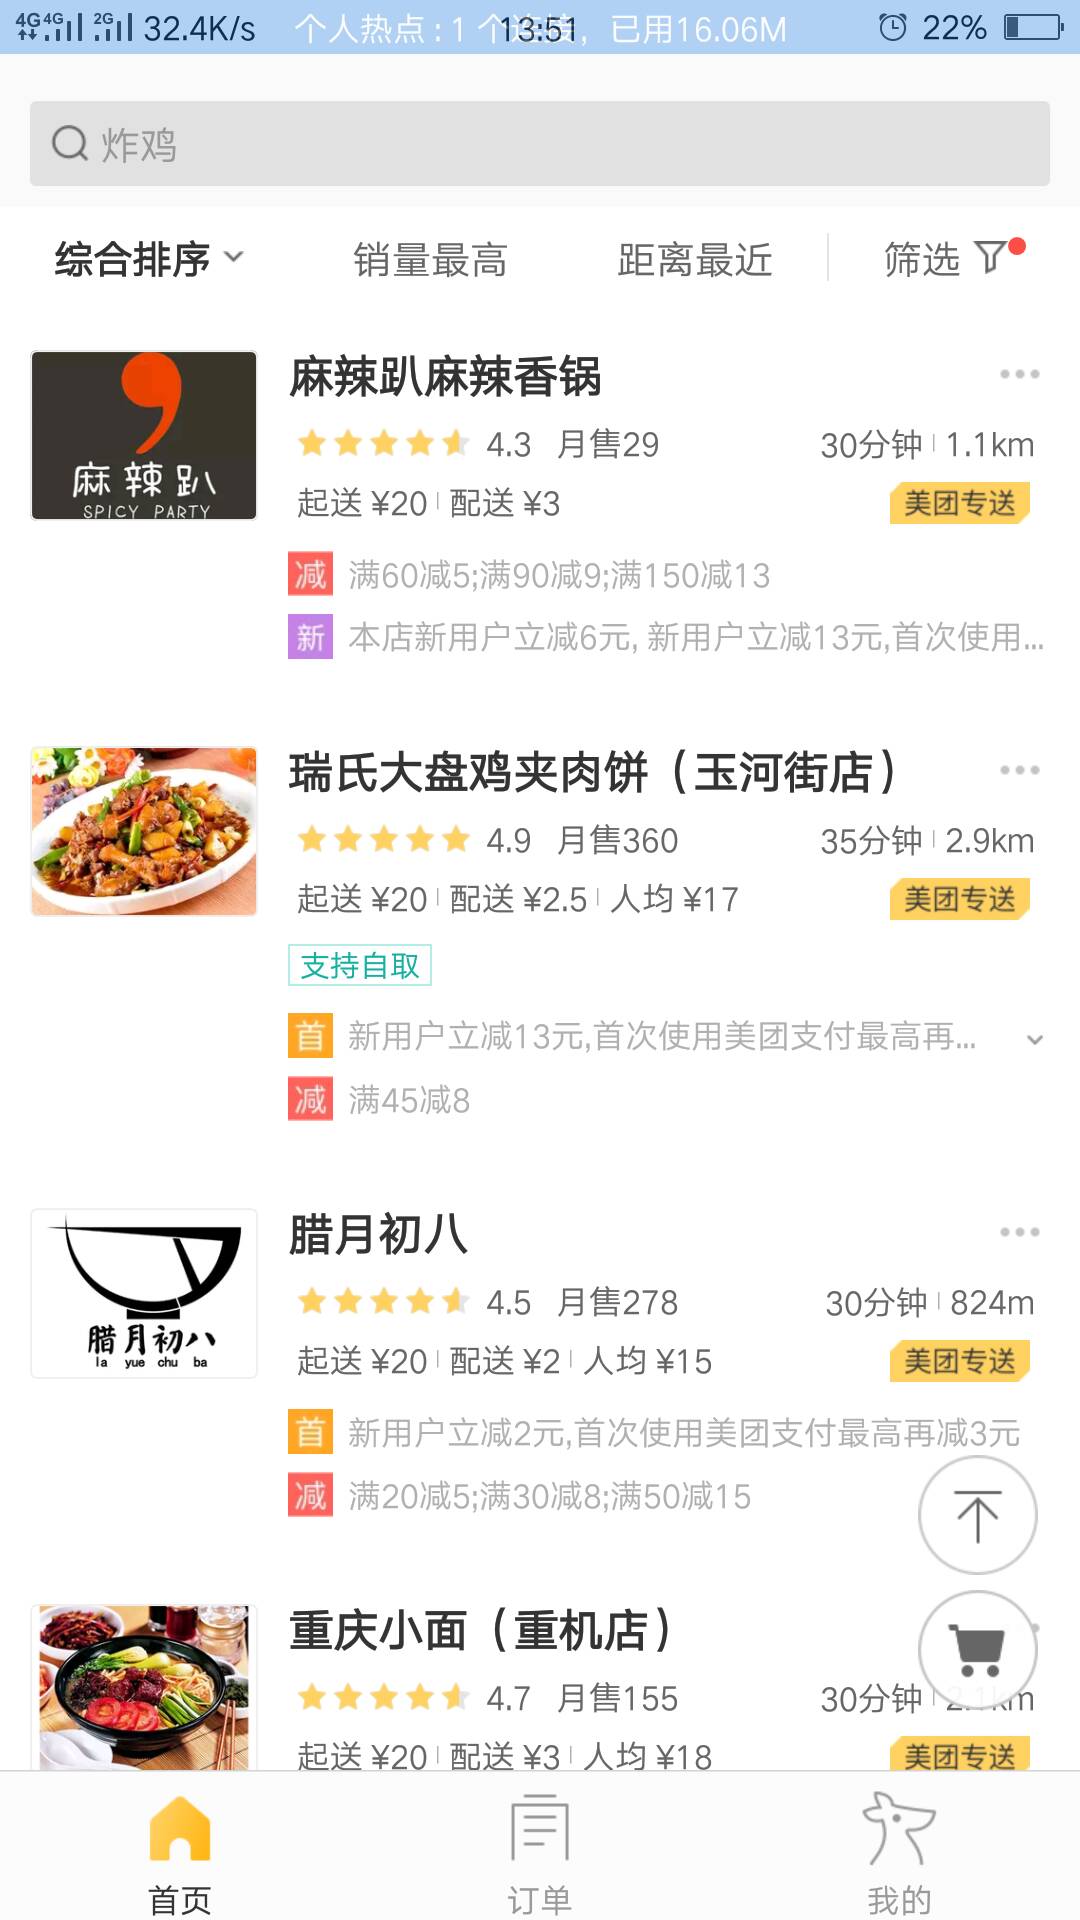 4G 4G 2G 32.4K/s 个人热点：1 个连接，已用16.06M 13:51 22%
炸鸡
综合排序 销量最高 距离最近 筛选
麻辣趴麻辣香锅
麻辣趴
SPICY PARTY
4.3 月售29 30分钟 1.1km
起送 ¥20 配送 ¥3 美团专送
减 满60减5;满90减9;满150减13
新 本店新用户立减6元, 新用户立减13元,首次使用...
瑞氏大盘鸡夹肉饼（玉河街店）
4.9 月售360 35分钟 2.9km
起送 ¥20 配送 ¥2.5 人均 ¥17 美团专送
支持自取
首 新用户立减13元,首次使用美团支付最高再...
减 满45减8
腊月初八
腊月初八
la yue chu ba
4.5 月售278 30分钟 824m
起送 ¥20 配送 ¥2 人均 ¥15 美团专送
首 新用户立减2元,首次使用美团支付最高再减3元
减 满20减5;满30减8;满50减15
重庆小面（重机店）
4.7 月售155 30分钟 2.1km
起送 ¥20 配送 ¥3 人均 ¥18 美团专送
首页 订单 我的